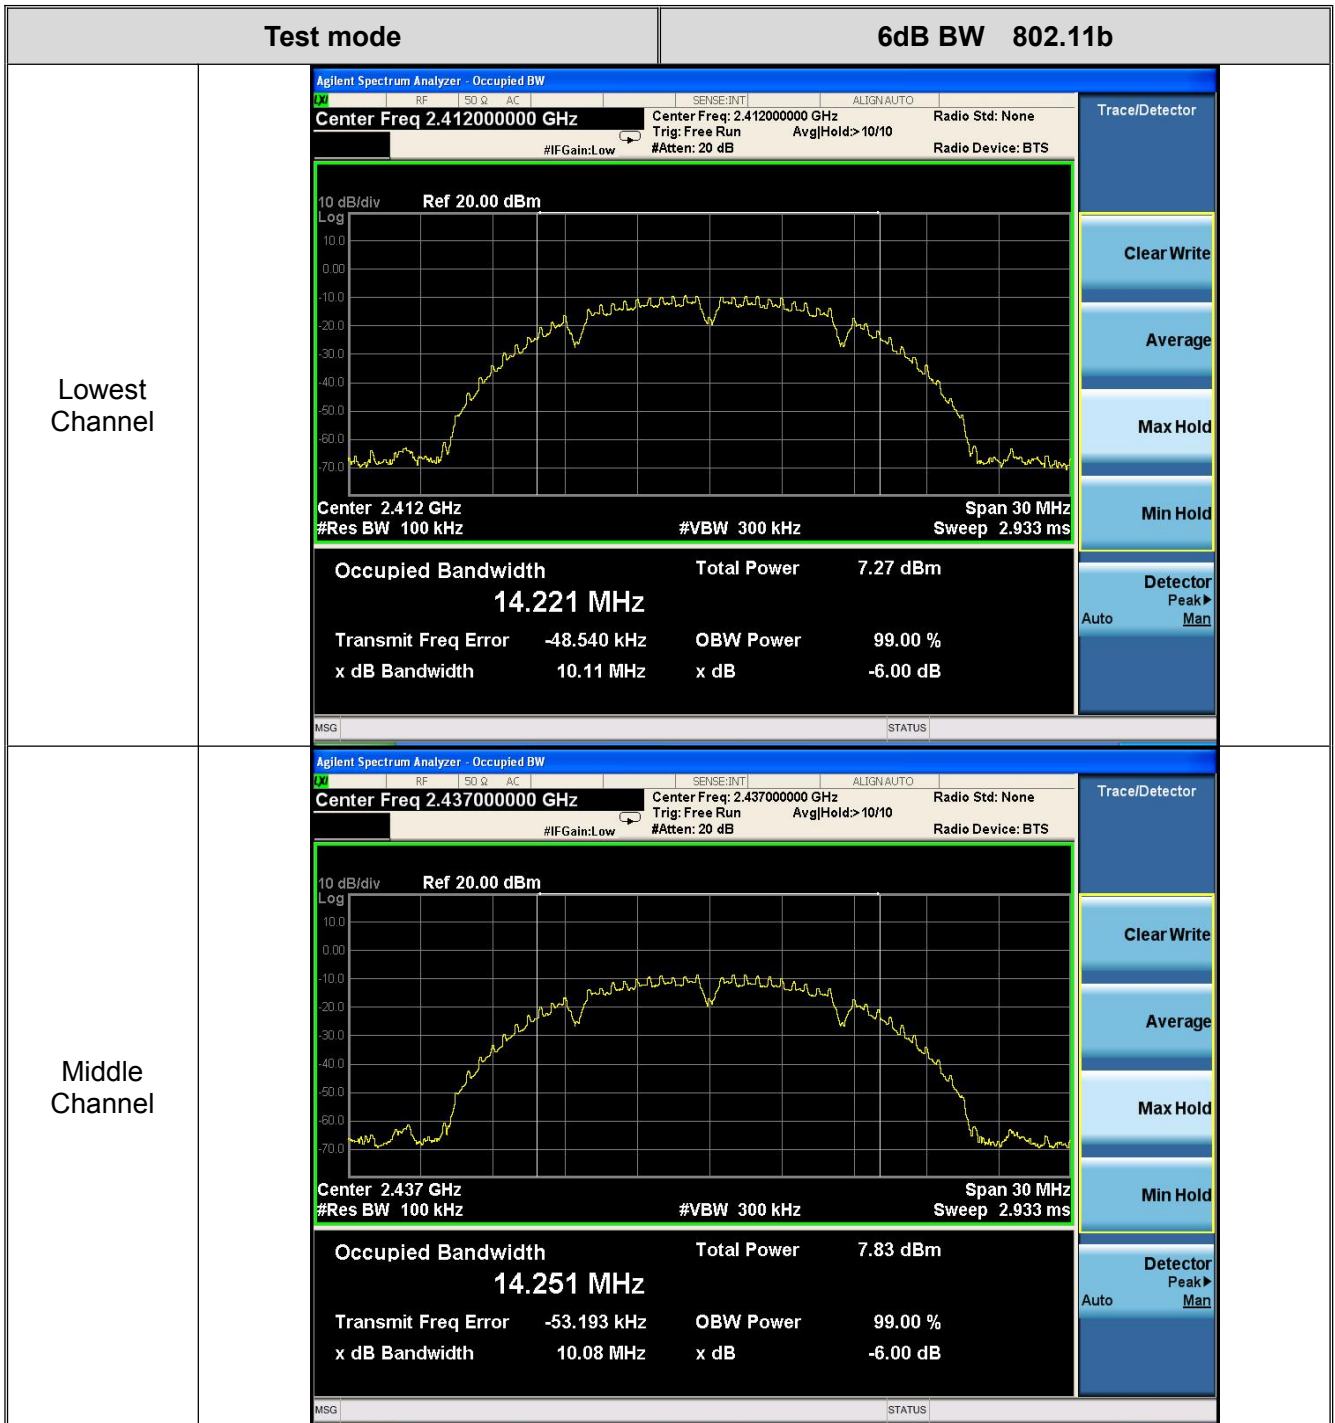 Test mode
6dB BW 802.11b
Lowest
Channel
Agilent Spectrum Analyzer - Occupied BW
LXI RF 50 Ω AC SENSE:INT ALIGN AUTO
Center Freq 2.412000000 GHz
Center Freq: 2.412000000 GHz
Radio Std: None
Trig: Free Run Avg|Hold:> 10/10
#IFGain:Low
#Atten: 20 dB
Radio Device: BTS
10 dB/div Ref 20.00 dBm
Log
10.0
0.00
-10.0
-20.0
-30.0
-40.0
-50.0
-60.0
-70.0
Center 2.412 GHz Span 30 MHz
#Res BW 100 kHz #VBW 300 kHz Sweep 2.933 ms
Occupied Bandwidth Total Power 7.27 dBm
14.221 MHz
Transmit Freq Error -48.540 kHz OBW Power 99.00 %
x dB Bandwidth 10.11 MHz x dB -6.00 dB
MSG STATUS
Trace/Detector
Clear Write
Average
Max Hold
Min Hold
Detector
Peak▶
Auto Man
Middle
Channel
Agilent Spectrum Analyzer - Occupied BW
LXI RF 50 Ω AC SENSE:INT ALIGN AUTO
Center Freq 2.437000000 GHz
Center Freq: 2.437000000 GHz
Radio Std: None
Trig: Free Run Avg|Hold:> 10/10
#IFGain:Low
#Atten: 20 dB
Radio Device: BTS
10 dB/div Ref 20.00 dBm
Log
10.0
0.00
-10.0
-20.0
-30.0
-40.0
-50.0
-60.0
-70.0
Center 2.437 GHz Span 30 MHz
#Res BW 100 kHz #VBW 300 kHz Sweep 2.933 ms
Occupied Bandwidth Total Power 7.83 dBm
14.251 MHz
Transmit Freq Error -53.193 kHz OBW Power 99.00 %
x dB Bandwidth 10.08 MHz x dB -6.00 dB
MSG STATUS
Trace/Detector
Clear Write
Average
Max Hold
Min Hold
Detector
Peak▶
Auto Man